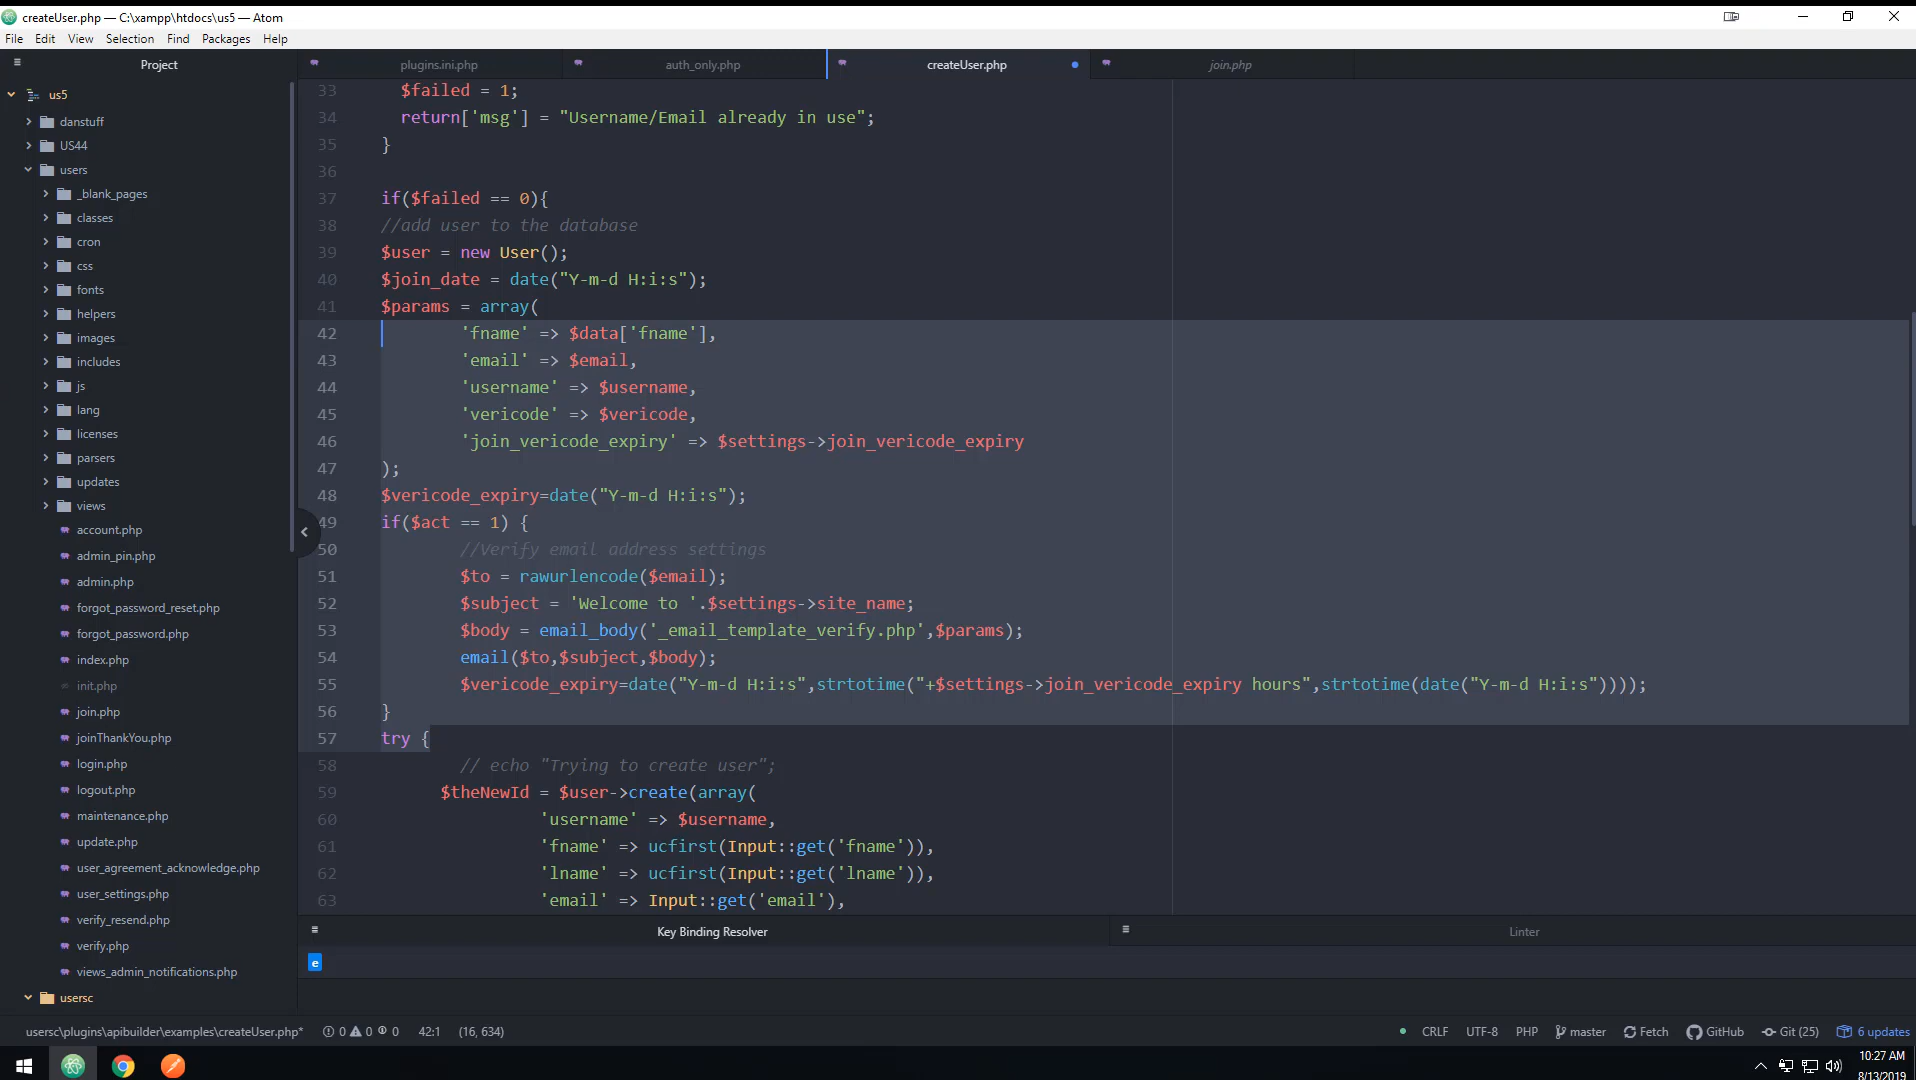 createUser.php — C:\xampp\htdocs\us5 — Atom
File Edit View Selection Find Packages Help
Project
plugins.ini.php
auth_only.php
createUser.php
join.php
us5
danstuff
US44
users
_blank_pages
classes
cron
css
fonts
helpers
images
includes
js
lang
licenses
parsers
updates
views
account.php
admin_pin.php
admin.php
forgot_password_reset.php
forgot_password.php
index.php
init.php
join.php
joinThankYou.php
login.php
logout.php
maintenance.php
update.php
user_agreement_acknowledge.php
user_settings.php
verify_resend.php
verify.php
views_admin_notifications.php
usersc
33 $failed = 1;
34 return['msg'] = "Username/Email already in use";
35 }
36
37 if($failed == 0){
38 //add user to the database
39 $user = new User();
40 $join_date = date("Y-m-d H:i:s");
41 $params = array(
42 'fname' => $data['fname'],
43 'email' => $email,
44 'username' => $username,
45 'vericode' => $vericode,
46 'join_vericode_expiry' => $settings->join_vericode_expiry
47 );
48 $vericode_expiry=date("Y-m-d H:i:s");
49 if($act == 1) {
50 //Verify email address settings
51 $to = rawurlencode($email);
52 $subject = 'Welcome to '.$settings->site_name;
53 $body = email_body('_email_template_verify.php',$params);
54 email($to,$subject,$body);
55 $vericode_expiry=date("Y-m-d H:i:s",strtotime("+$settings->join_vericode_expiry hours",strtotime(date("Y-m-d H:i:s"))));
56 }
57 try {
58 // echo "Trying to create user";
59 $theNewId = $user->create(array(
60 'username' => $username,
61 'fname' => ucfirst(Input::get('fname')),
62 'lname' => ucfirst(Input::get('lname')),
63 'email' => Input::get('email'),
Key Binding Resolver
Linter
e
usersc\plugins\apibuilder\examples\createUser.php* 0 0 0 42:1 (16, 634)
CRLF UTF-8 PHP master Fetch GitHub Git (25) 6 updates
10:27 AM
8/13/2019